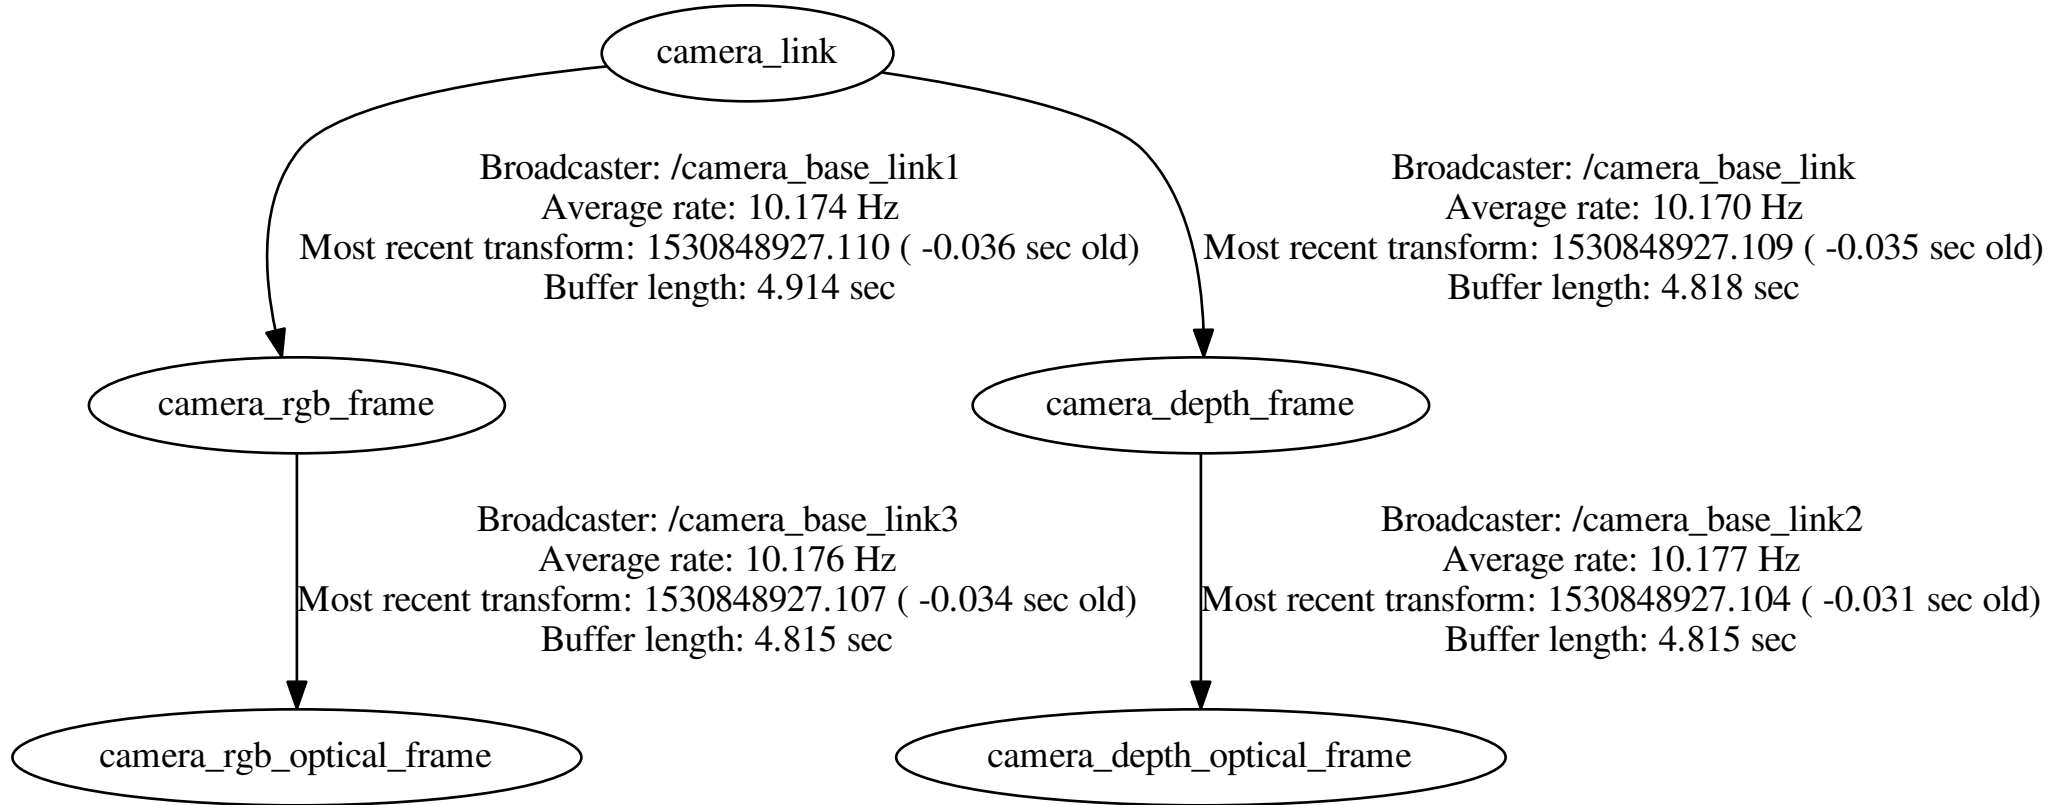 camera_link
Broadcaster: /camera_base_link1
Average rate: 10.174 Hz
Most recent transform: 1530848927.110 ( -0.036 sec old)
Buffer length: 4.914 sec
Broadcaster: /camera_base_link
Average rate: 10.170 Hz
Most recent transform: 1530848927.109 ( -0.035 sec old)
Buffer length: 4.818 sec
camera_rgb_frame
camera_depth_frame
Broadcaster: /camera_base_link3
Average rate: 10.176 Hz
Most recent transform: 1530848927.107 ( -0.034 sec old)
Buffer length: 4.815 sec
Broadcaster: /camera_base_link2
Average rate: 10.177 Hz
Most recent transform: 1530848927.104 ( -0.031 sec old)
Buffer length: 4.815 sec
camera_rgb_optical_frame
camera_depth_optical_frame